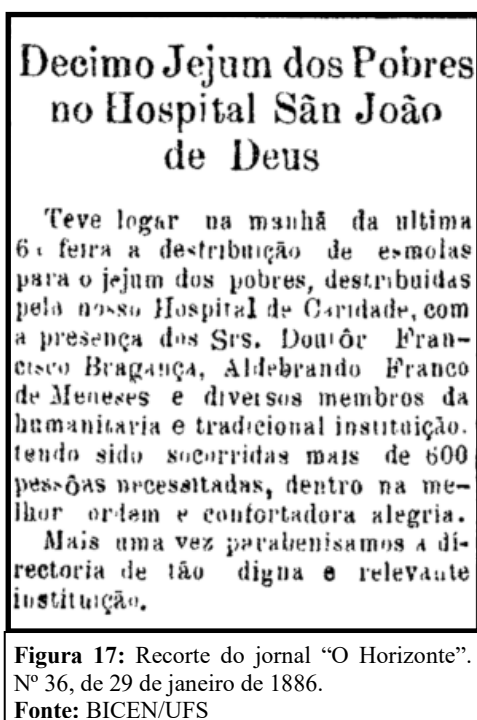 Decimo Jejum dos Pobres
no Hospital Sãn João
de Deus
Teve logar na manhã da ultima
6ª feira a destribuição de esmolas
para o jejum dos pobres, destribuidas
pelo nosso Hospital de Caridade, com
a presença dos Srs. Doutôr Fran-
cisco Bragança, Aldebrando Franco
de Meneses e diversos membros da
humanitaria e tradicional instituição.
tendo sido socorridas mais de 600
pessôas necessitadas, dentro na me-
lhor ordem e confortadora alegria.
Mais uma vez parabenisamos a di-
rectoria de tão digna e relevante
instituição.
Figura 17: Recorte do jornal “O Horizonte”.
Nº 36, de 29 de janeiro de 1886.
Fonte: BICEN/UFS